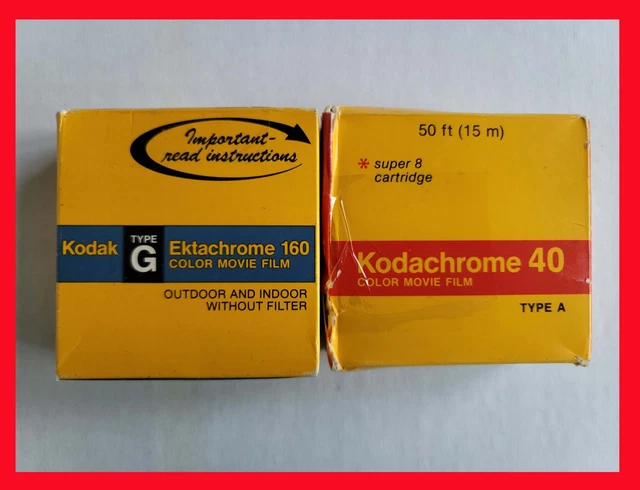 Important-
read instructions
Kodak TYPE G Ektachrome 160
COLOR MOVIE FILM
OUTDOOR AND INDOOR
WITHOUT FILTER
50 ft (15 m)
* super 8
cartridge
Kodachrome 40
COLOR MOVIE FILM
TYPE A